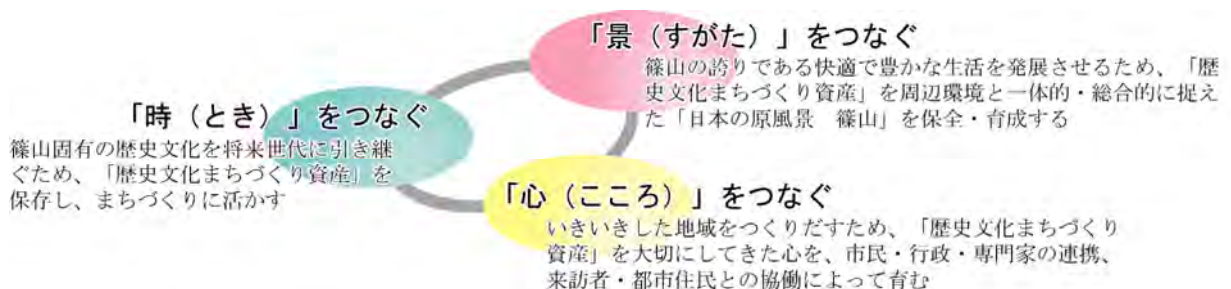 「景（すがた）」をつなぐ
篠山の誇りである快適で豊かな生活を発展させるため、「歴
史文化まちづくり資産」を周辺環境と一体的・総合的に捉え
た「日本の原風景　篠山」を保全・育成する
「時（とき）」をつなぐ
篠山固有の歴史文化を将来世代に引き継
ぐため、「歴史文化まちづくり資産」を
保存し、まちづくりに活かす
「心（こころ）」をつなぐ
いきいきした地域をつくりだすため、「歴史文化まちづくり
資産」を大切にしてきた心を、市民・行政・専門家の連携、
来訪者・都市住民との協働によって育む